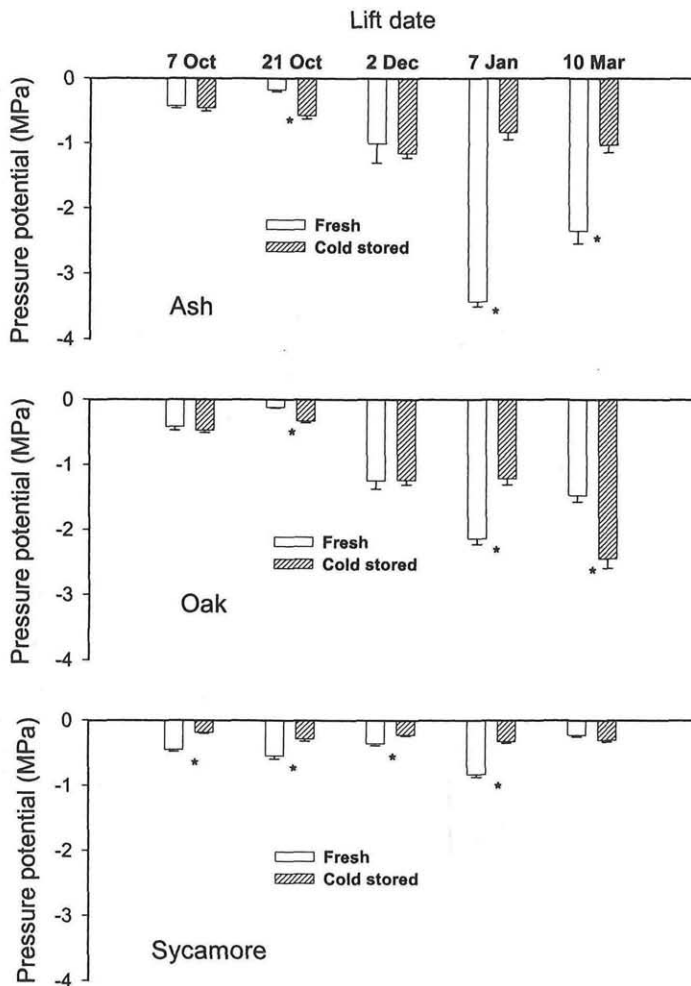 Lift date
7 Oct 21 Oct 2 Dec 7 Jan 10 Mar
Pressure potential (MPa)
0
-1
*
-2
Fresh
*
Cold stored
-3
Ash
*
-4
Pressure potential (MPa)
0
*
-1
-2
Fresh
*
Cold stored
*
-3
Oak
-4
Pressure potential (MPa)
0
* * * *
-1
-2
Fresh
Cold stored
-3
Sycamore
-4